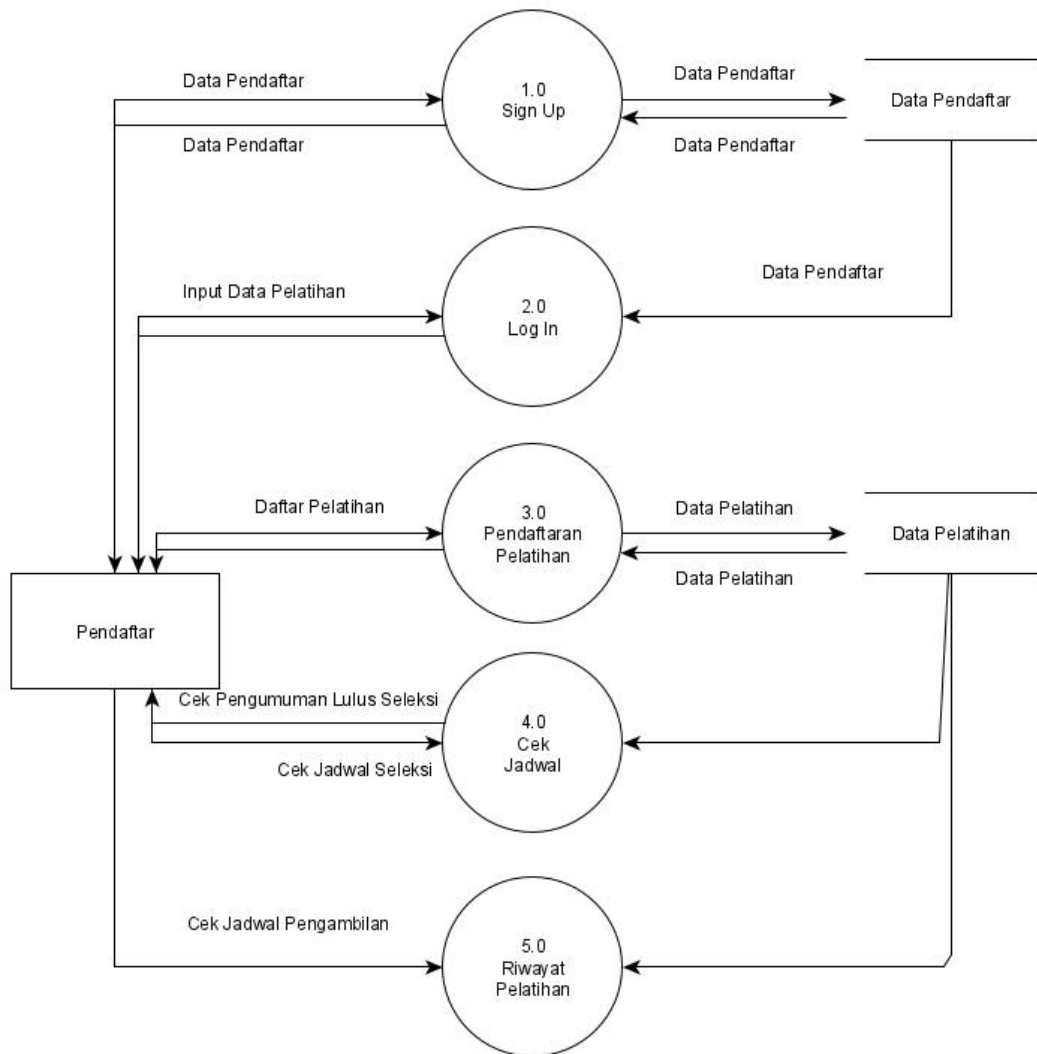 Data Pendaftar
1.0
Sign Up
Data Pendaftar
Data Pendaftar
Data Pendaftar
Data Pendaftar
Data Pendaftar
Input Data Pelatihan
2.0
Log In
Daftar Pelatihan
3.0
Pendaftaran
Pelatihan
Data Pelatihan
Data Pelatihan
Data Pelatihan
Pendaftar
Cek Pengumuman Lulus Seleksi
4.0
Cek
Jadwal
Cek Jadwal Seleksi
Cek Jadwal Pengambilan
5.0
Riwayat
Pelatihan